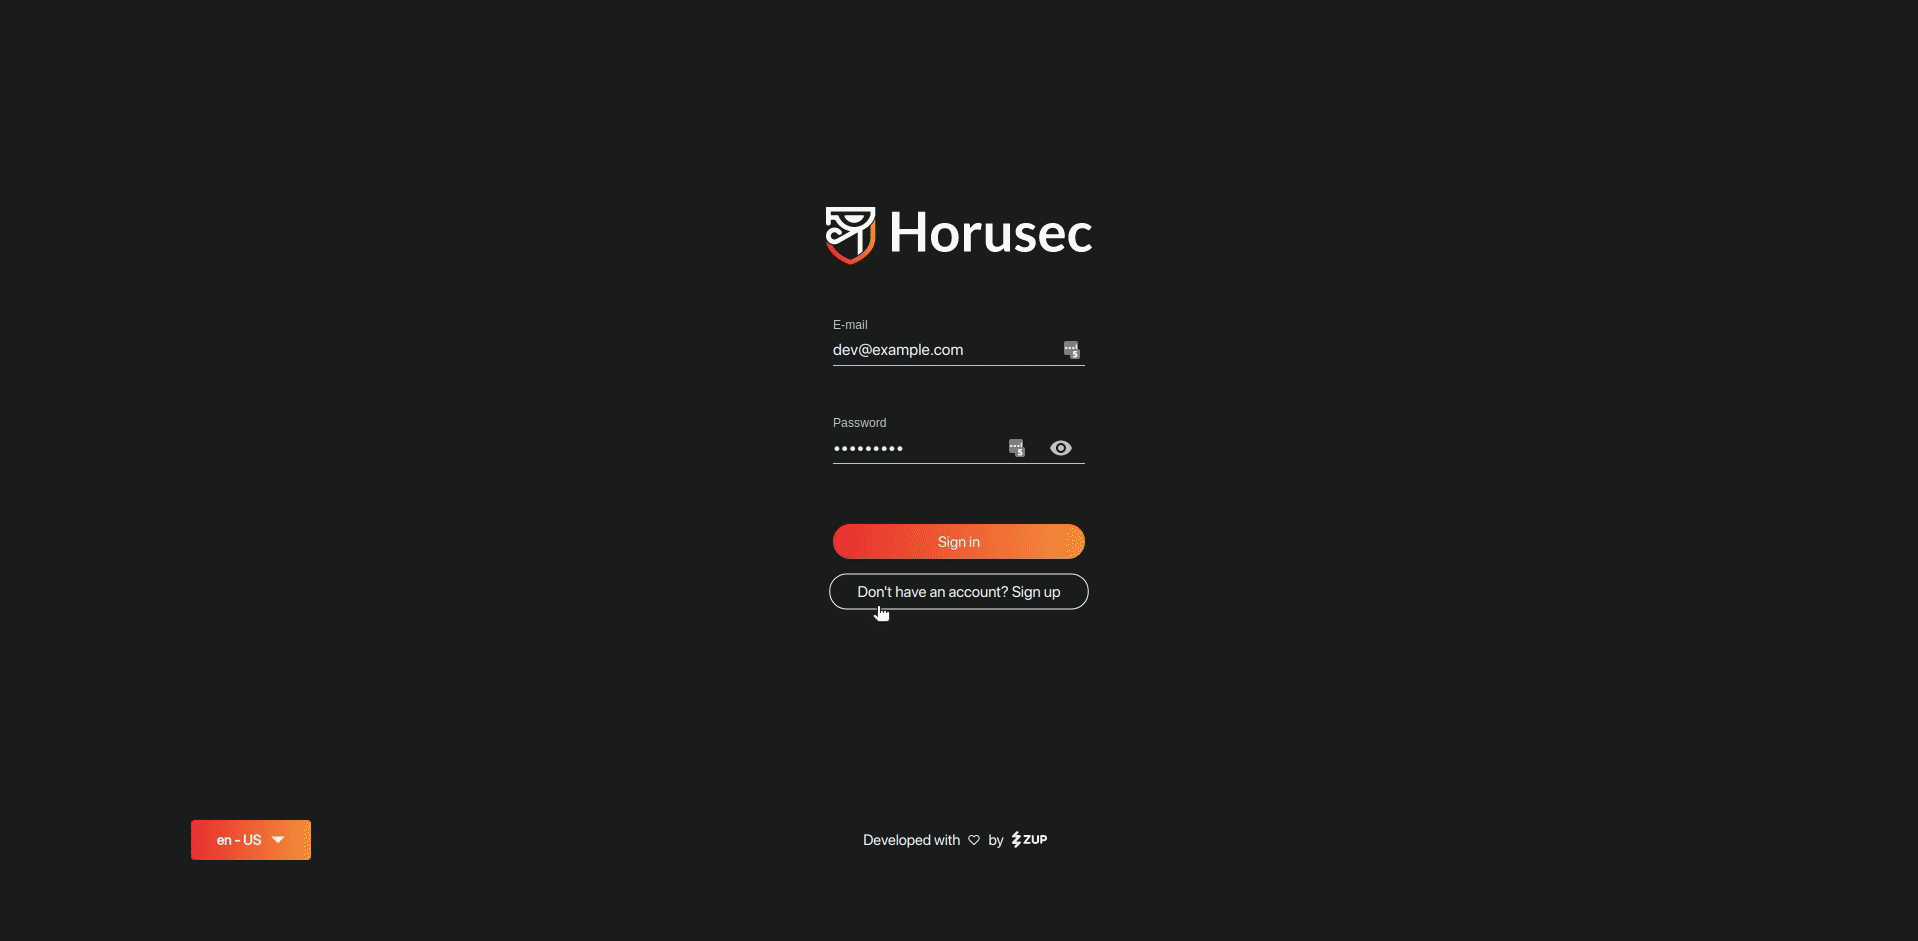 Horusec
E-mail
dev@example.com
Password
•••••••••
Sign in
Don't have an account? Sign up
en - US
Developed with ♡ by ZUP